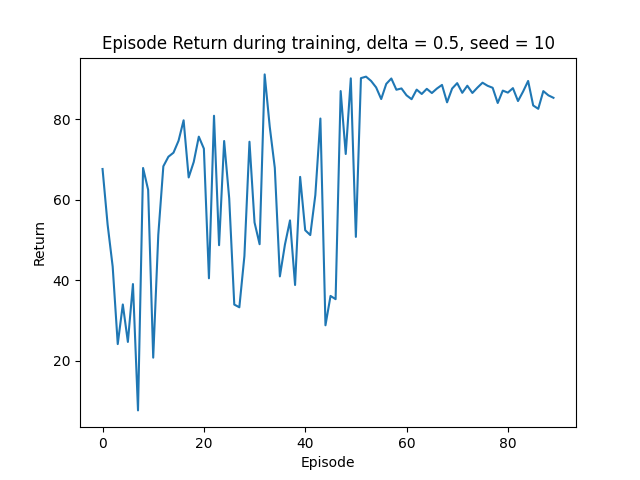 Episode Return during training, delta = 0.5, seed = 10
80
60
40
20
Return
0 20 40 60 80
Episode